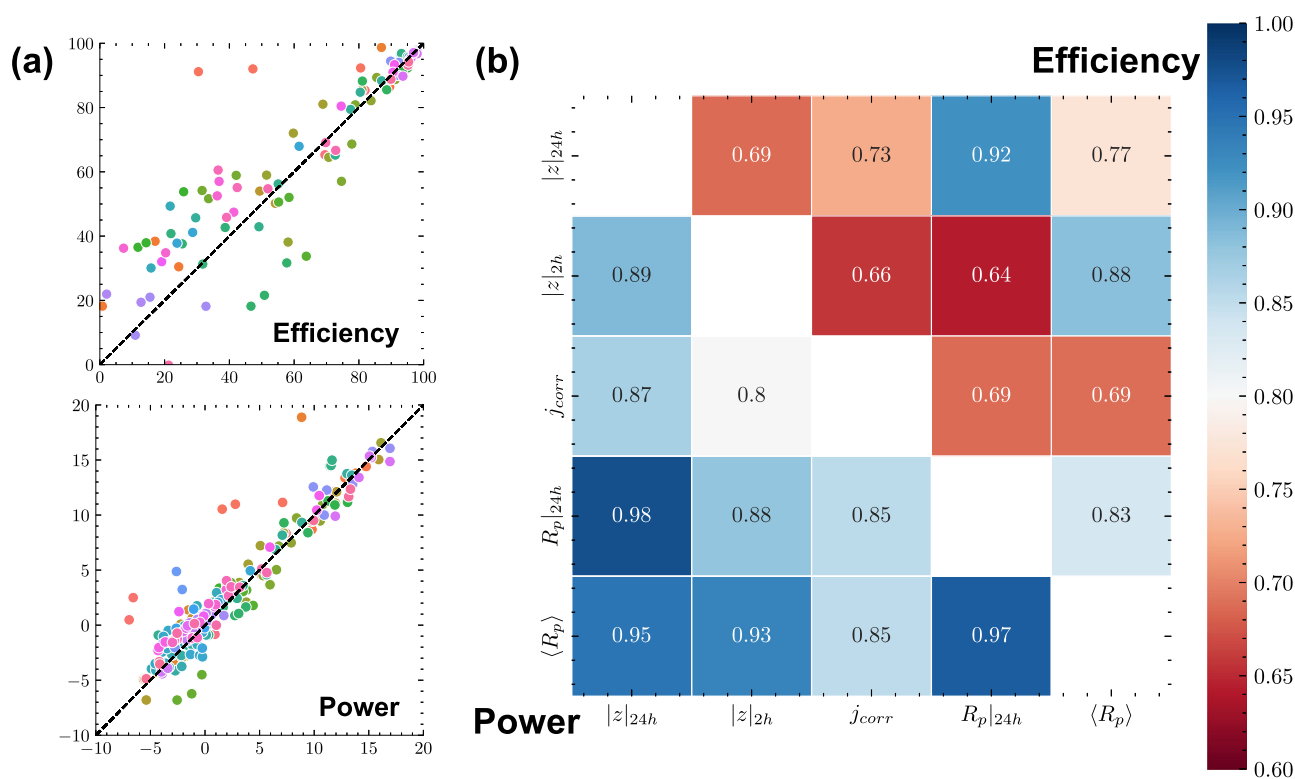 (a)
100
80
60
40
20
0
0 20 40 60 80 100
Efficiency
20
15
10
5
0
−5
−10
−10 −5 0 5 10 15 20
Power
(b)
Efficiency
|z|24h 0.69 0.73 0.92 0.77
|z|2h 0.89 0.66 0.64 0.88
jcorr 0.87 0.8 0.69 0.69
Rp|24h 0.98 0.88 0.85 0.83
⟨Rp⟩ 0.95 0.93 0.85 0.97
Power
|z|24h |z|2h jcorr Rp|24h ⟨Rp⟩
1.00
0.95
0.90
0.85
0.80
0.75
0.70
0.65
0.60